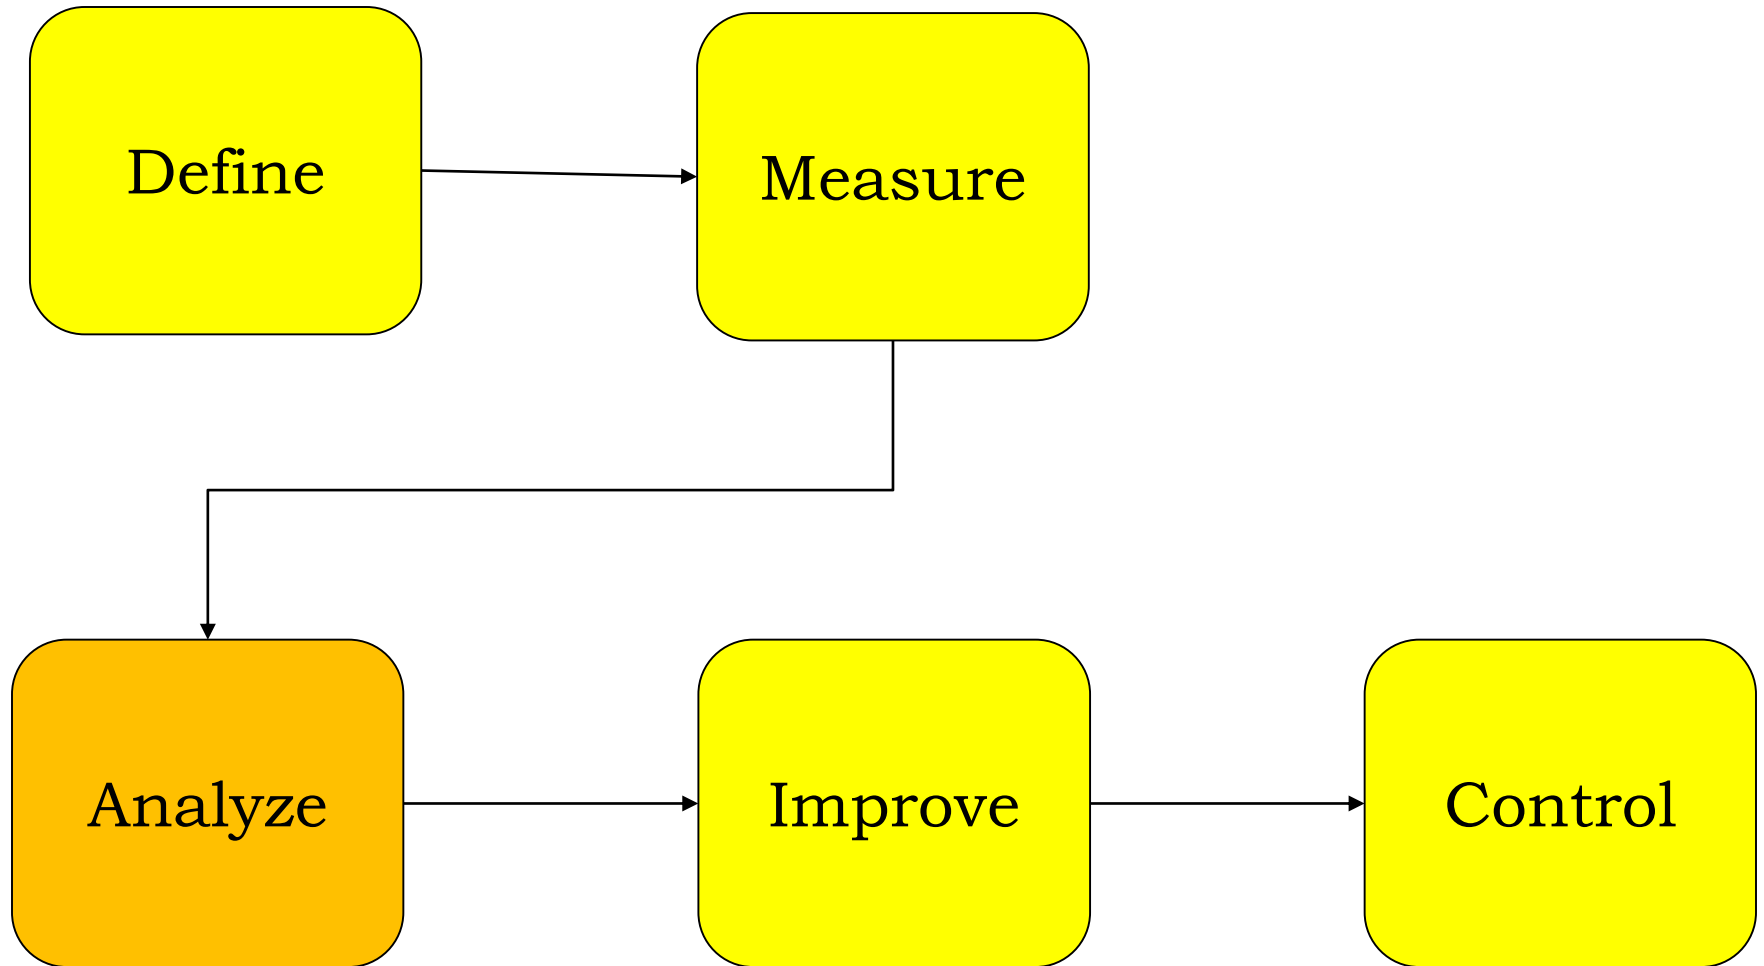 Define
Measure
Analyze
Improve
Control